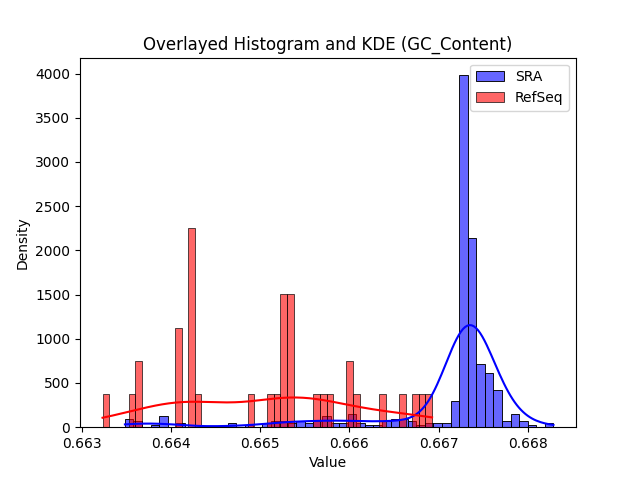 Overlayed Histogram and KDE (GC_Content)
SRA
RefSeq
4000
3500
3000
2500
2000
1500
1000
500
0
Density
0.663 0.664 0.665 0.666 0.667 0.668
Value